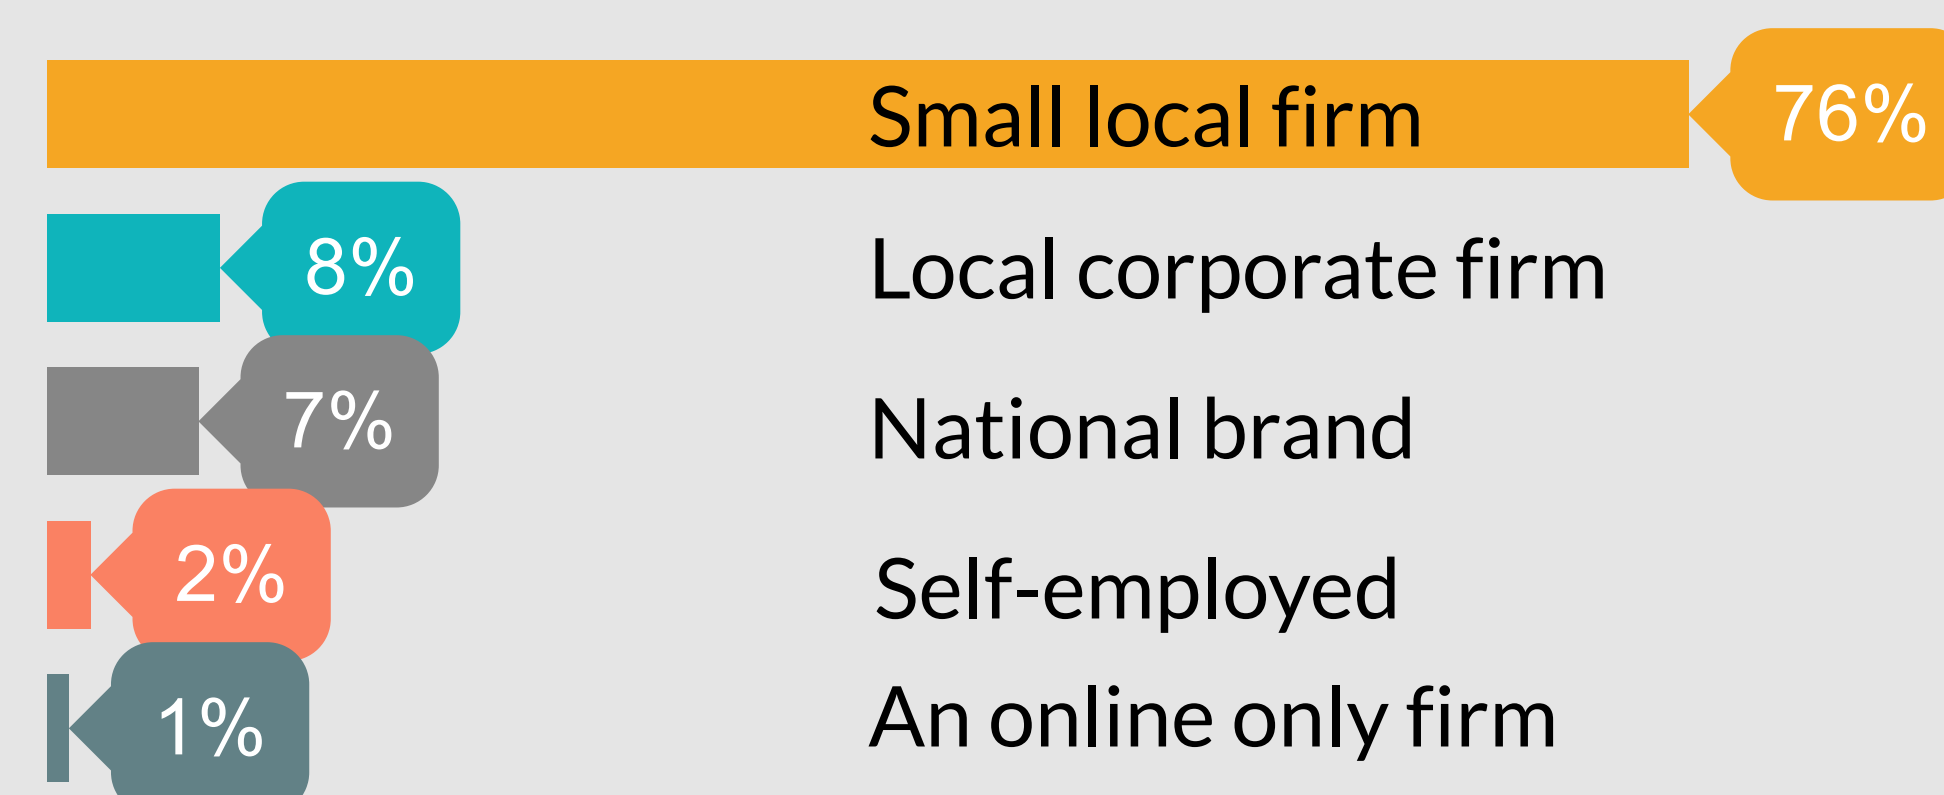 Small local firm 76%
8% Local corporate firm
7% National brand
2% Self-employed
1% An online only firm